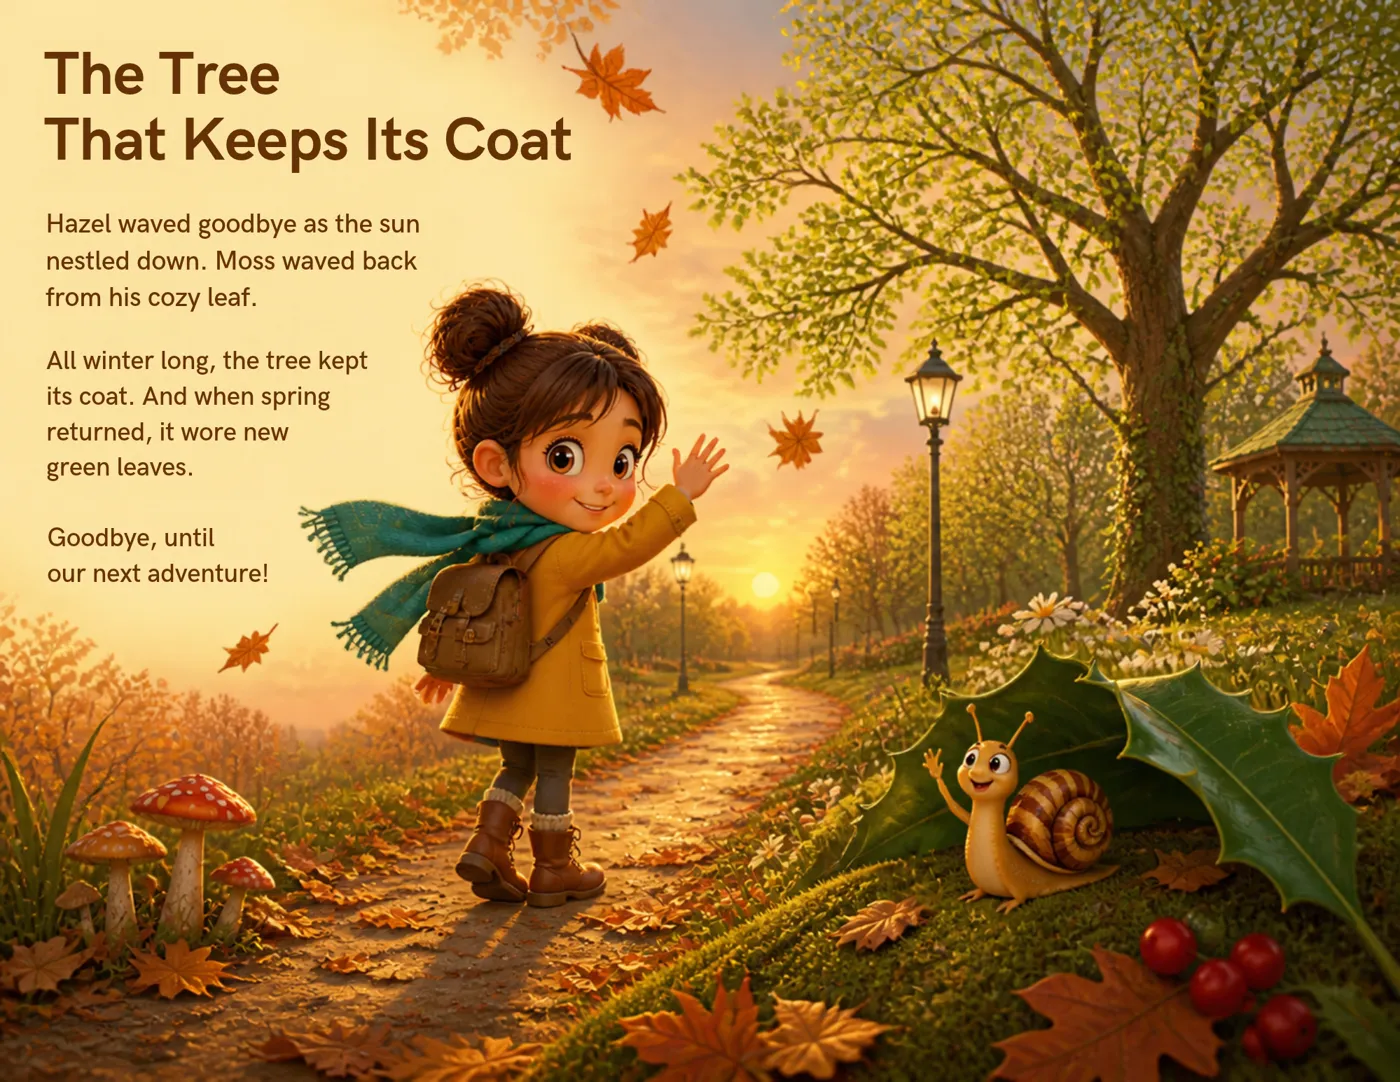 The Tree
That Keeps Its Coat
Hazel waved goodbye as the sun
nestled down. Moss waved back
from his cozy leaf.
All winter long, the tree kept
its coat. And when spring
returned, it wore new
green leaves.
Goodbye, until
our next adventure!